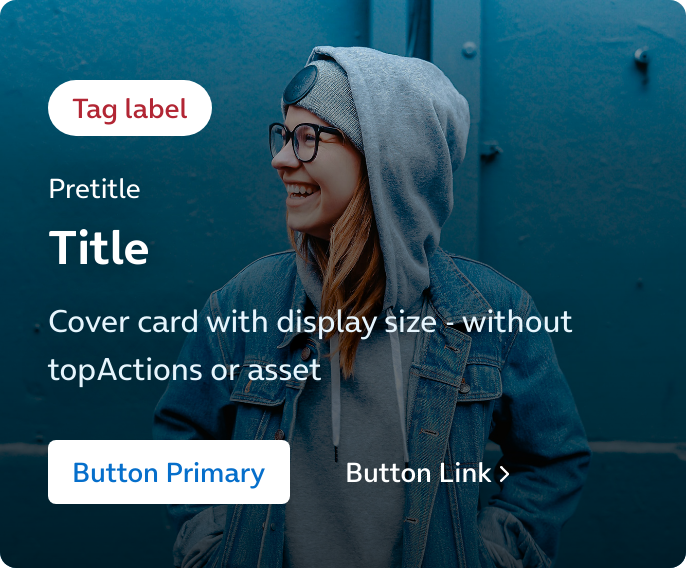 Tag label
Pretitle
Title
Cover card with display size - without
topActions or asset
Button Primary
Button Link